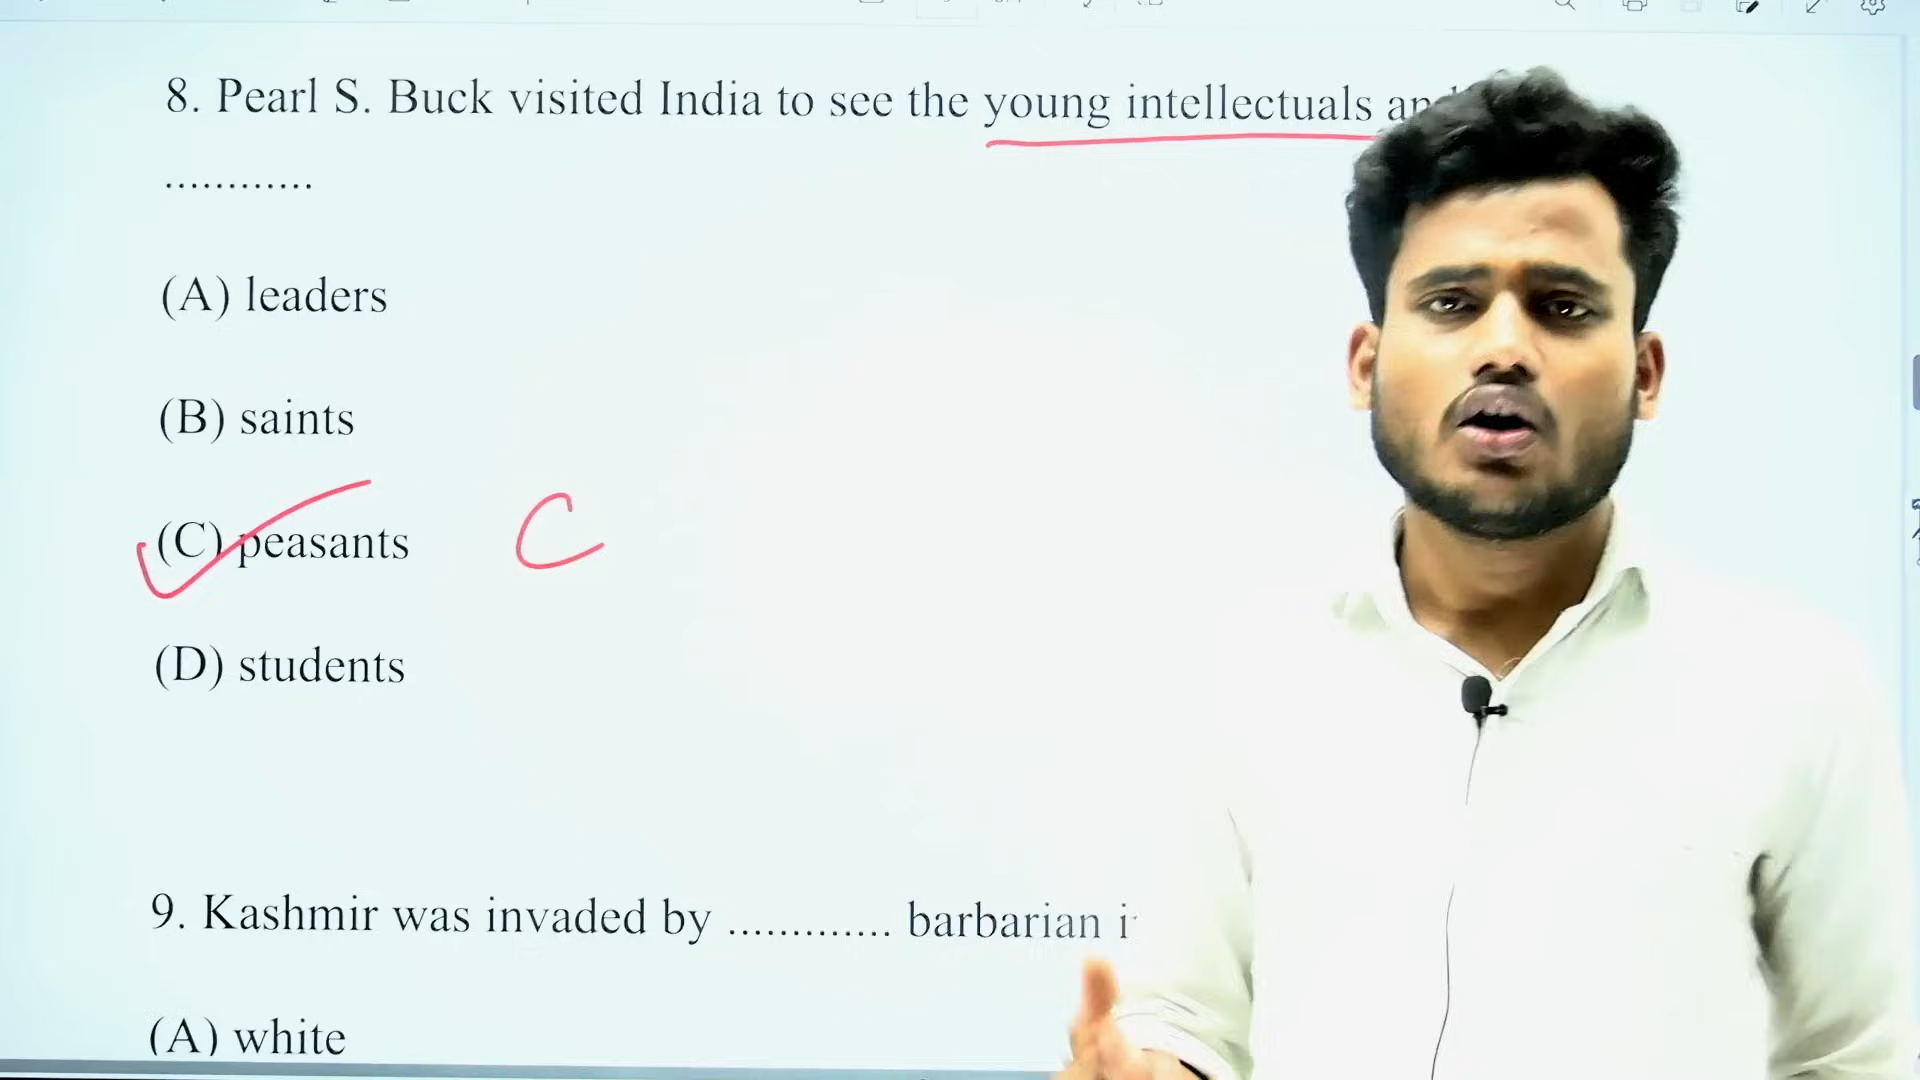 8. Pearl S. Buck visited India to see the young intellectuals
............
(A) leaders
(B) saints
(C) peasants
C
(D) students
9. Kashmir was invaded by ............. barbarian
(A) white